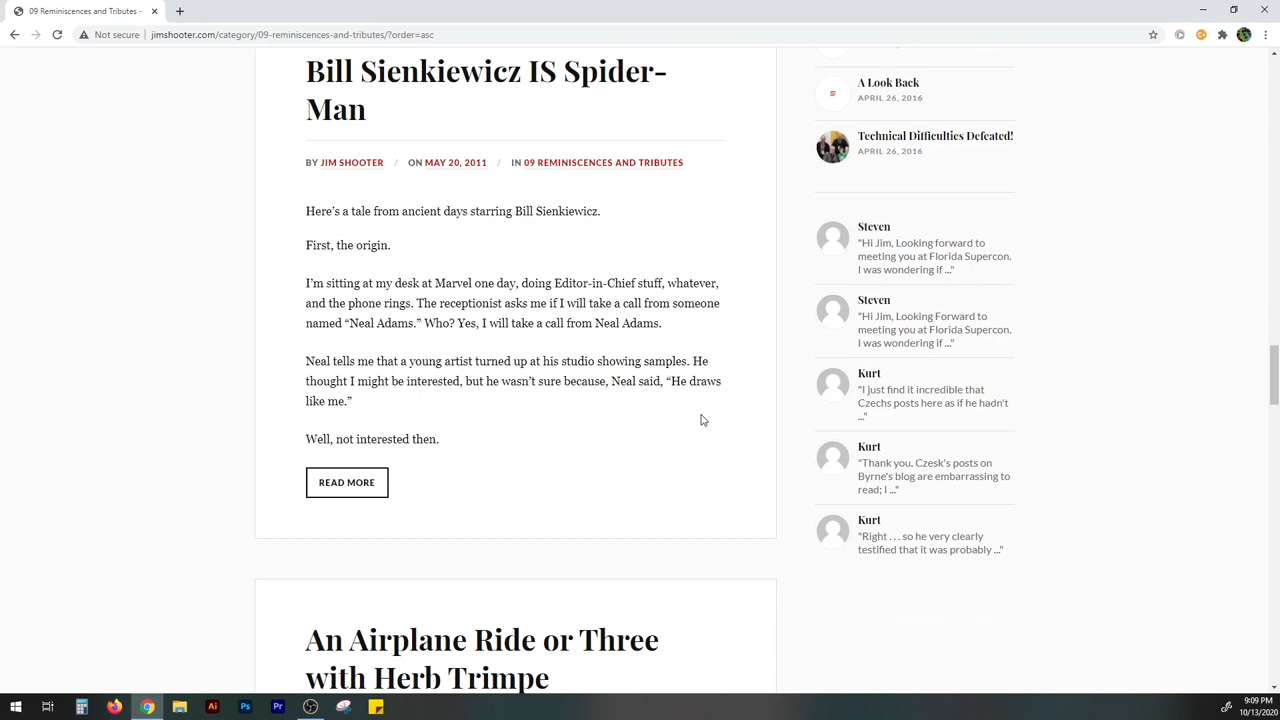 09 Reminiscences and Tributes –
Not secure
jimshooter.com/category/09-reminiscences-and-tributes/?order=asc
Bill Sienkiewicz IS Spider-
Man
BY JIM SHOOTER / ON MAY 20, 2011 / IN 09 REMINISCENCES AND TRIBUTES
Here’s a tale from ancient days starring Bill Sienkiewicz.
First, the origin.
I’m sitting at my desk at Marvel one day, doing Editor-in-Chief stuff, whatever,
and the phone rings. The receptionist asks me if I will take a call from someone
named “Neal Adams.” Who? Yes, I will take a call from Neal Adams.
Neal tells me that a young artist turned up at his studio showing samples. He
thought I might be interested, but he wasn’t sure because, Neal said, “He draws
like me.”
Well, not interested then.
READ MORE
An Airplane Ride or Three
with Herb Trimpe
A Look Back
APRIL 26, 2016
Technical Difficulties Defeated!
APRIL 26, 2016
Steven
"Hi Jim, Looking forward to
meeting you at Florida Supercon.
I was wondering if ..."
Steven
"Hi Jim, Looking Forward to
meeting you at Florida Supercon.
I was wondering if ..."
Kurt
"I just find it incredible that
Czechs posts here as if he hadn't
..."
Kurt
"Thank you. Czesk's posts on
Byrne's blog are embarrassing to
read; I ..."
Kurt
"Right . . . so he very clearly
testified that it was probably ..."
Ai
Ps
Pr
9:09 PM
10/13/2020